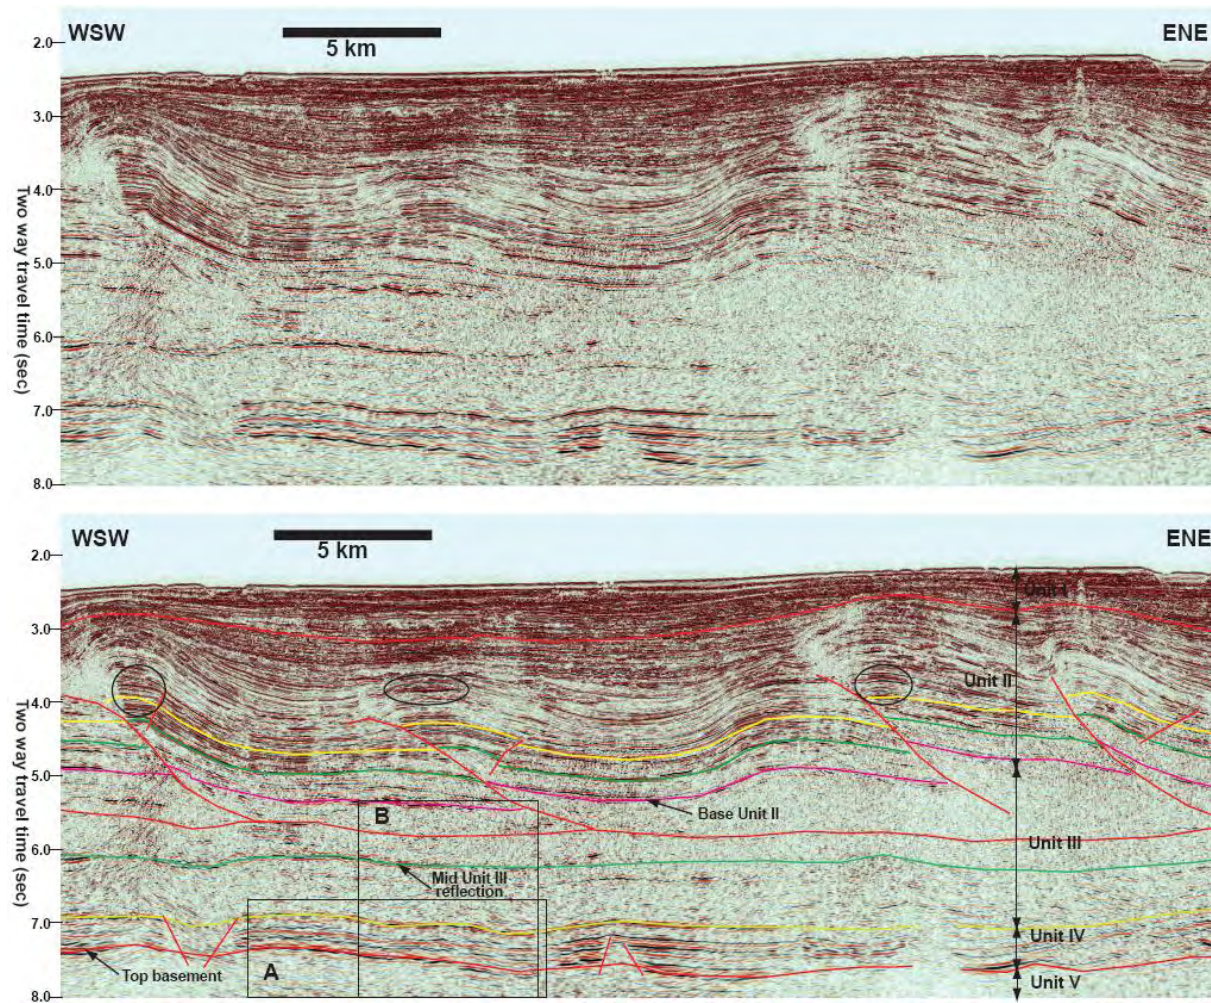 WSW
5 km
ENE
2.0
3.0
4.0
5.0
6.0
7.0
8.0
Two way travel time (sec)
WSW
5 km
ENE
2.0
3.0
4.0
5.0
6.0
7.0
8.0
Two way travel time (sec)
Unit I
Unit II
B
Base Unit II
Unit III
Mid Unit III
reflection
Unit IV
Top basement
A
Unit V